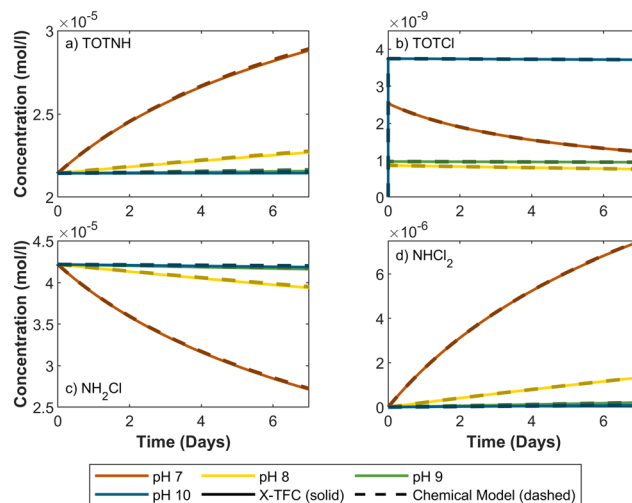 ×10⁻⁵
a) TOTNH
Concentration (mol/l)
3
2.5
2
0 2 4 6
×10⁻⁹
b) TOTCl
4
3
2
1
0
0 2 4 6
×10⁻⁵
c) NH₂Cl
Concentration (mol/l)
4.5
4
3.5
3
2.5
0 2 4 6
Time (Days)
×10⁻⁶
d) NHCl₂
6
4
2
0
0 2 4 6
Time (Days)
pH 7 pH 8 pH 9
pH 10 X-TFC (solid) Chemical Model (dashed)